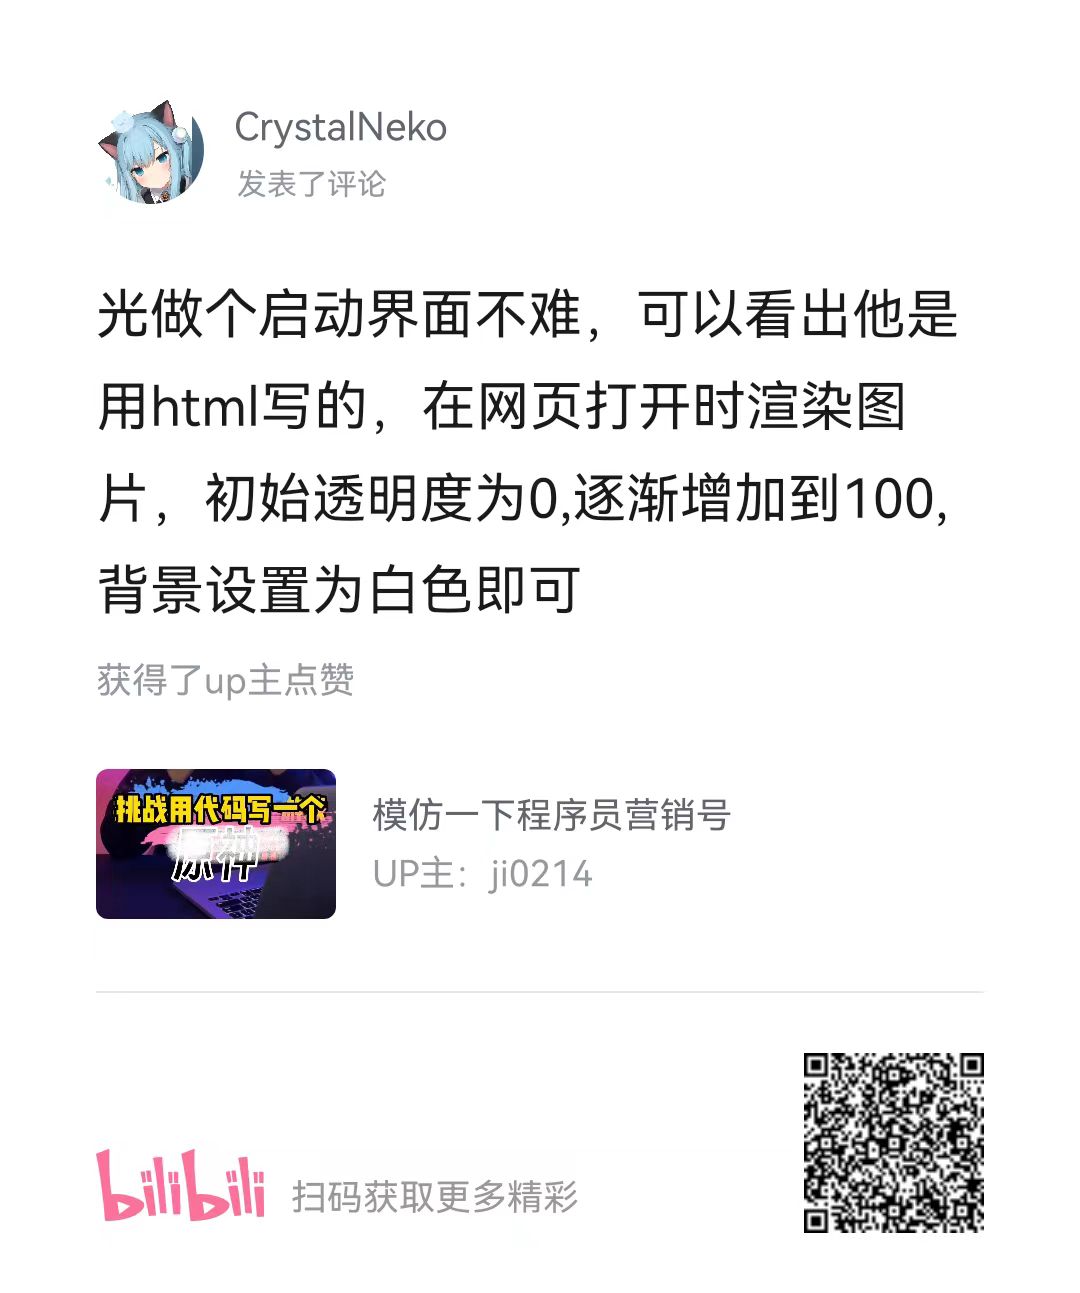 CrystalNeko
发表了评论
光做个启动界面不难，可以看出他是
用html写的，在网页打开时渲染图
片，初始透明度为0,逐渐增加到100,
背景设置为白色即可
获得了up主点赞
挑战用代码写一个
原神
模仿一下程序员营销号
UP主：ji0214
bilibili 扫码获取更多精彩